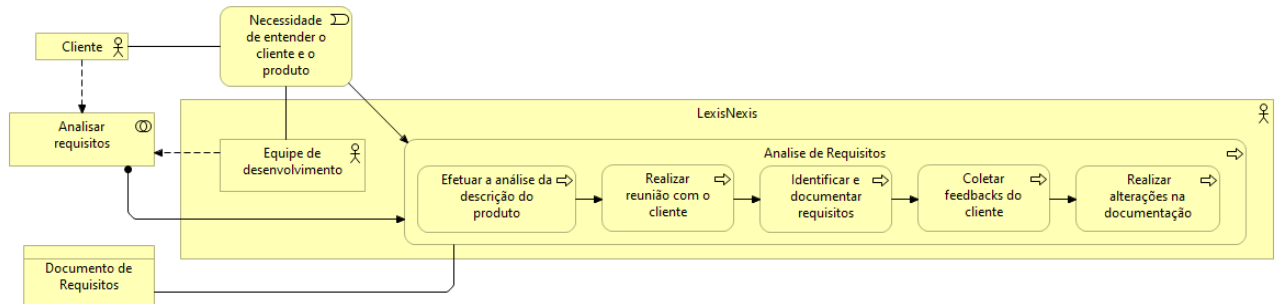 Necessidade
de entender o
cliente e o
produto
Cliente
LexisNexis
Analisar
requisitos
Equipe de
desenvolvimento
Analise de Requisitos
Efetuar a análise da
descrição do
produto
Realizar
reunião com o
cliente
Identificar e
documentar
requisitos
Coletar
feedbacks do
cliente
Realizar
alterações na
documentação
Documento de
Requisitos